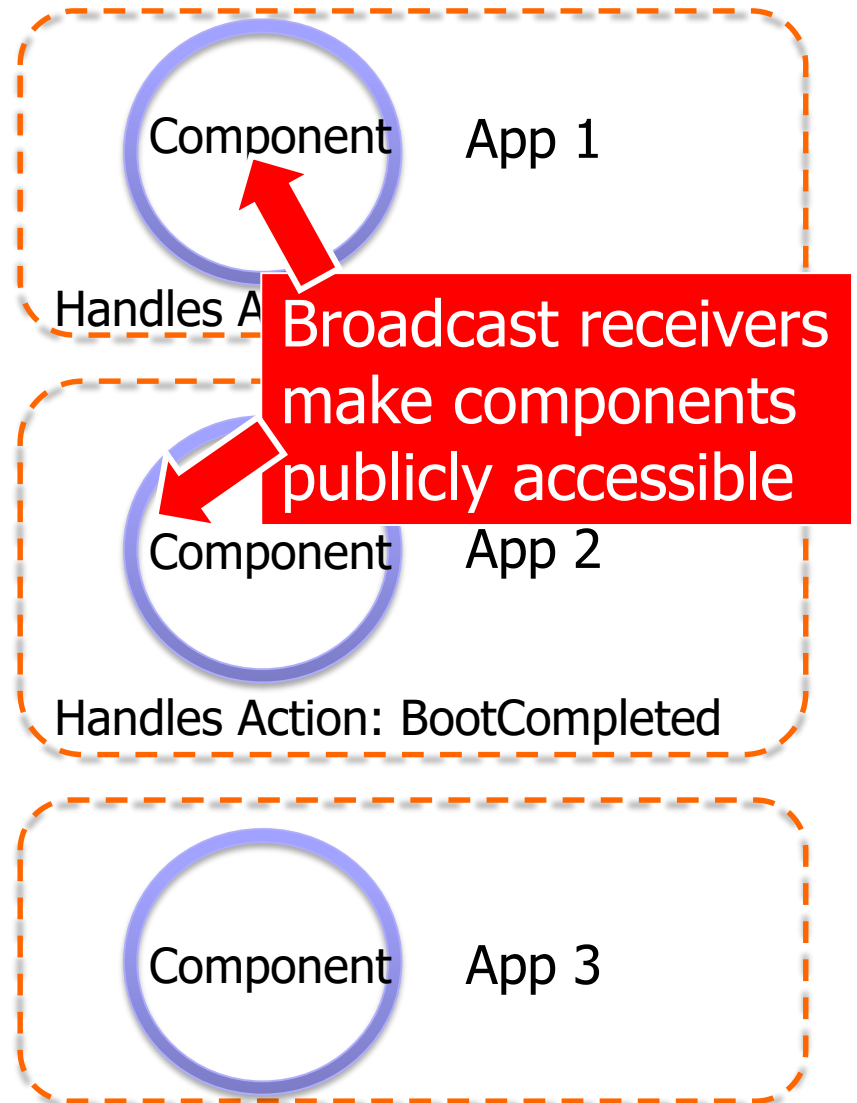 Component
App 1
Handles A
Broadcast receivers
make components
publicly accessible
Component
App 2
Handles Action: BootCompleted
Component
App 3